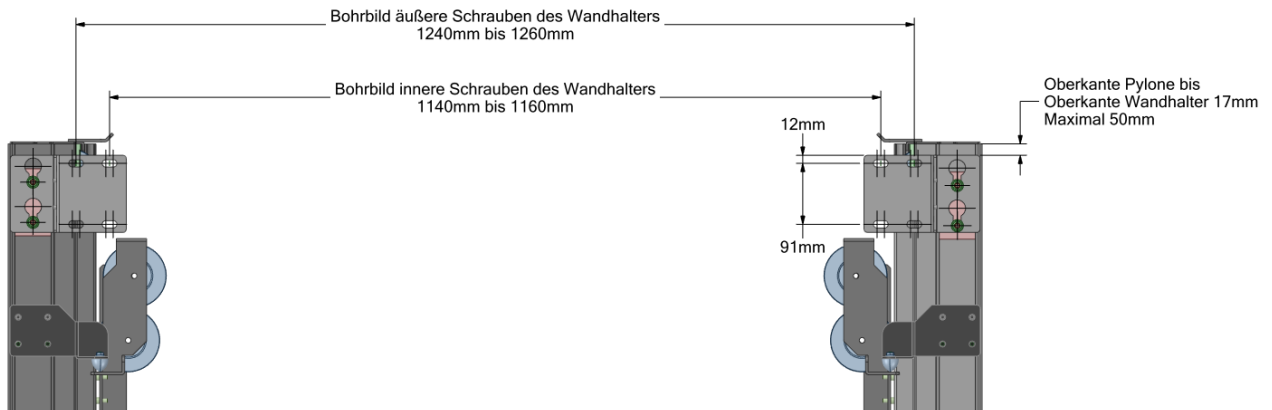 Bohrbild äußere Schrauben des Wandhalters
1240mm bis 1260mm
Bohrbild innere Schrauben des Wandhalters
1140mm bis 1160mm
Oberkante Pylone bis
Oberkante Wandhalter 17mm
Maximal 50mm
12mm
91mm